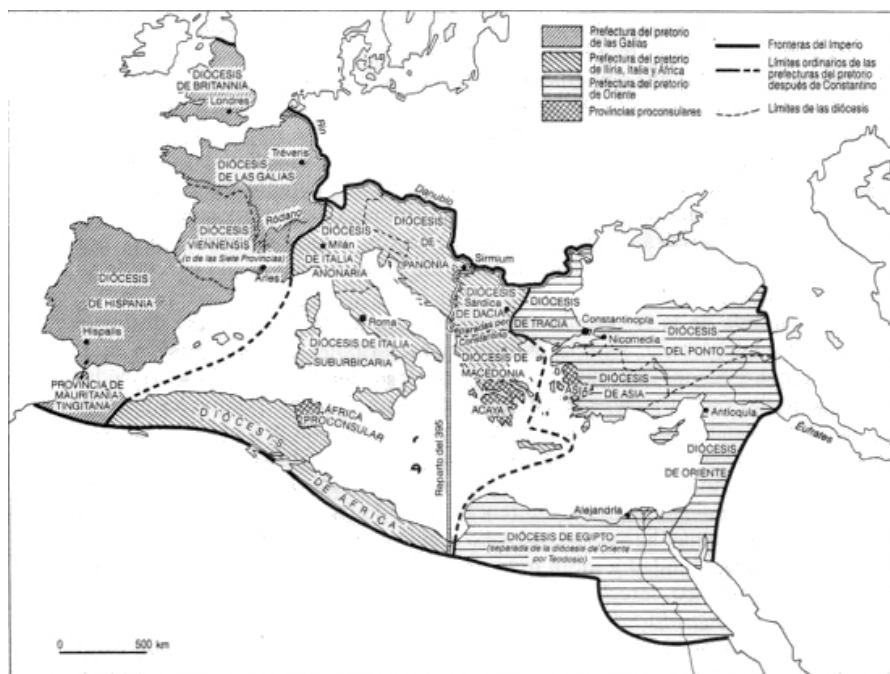 Prefectura del pretorio
de las Galias
Prefectura del pretorio
de Iliria, Italia y Africa
Prefectura del pretorio
de Oriente
Provincias proconsulares
Fronteras del Imperio
Límites ordinarios de las
prefecturas del pretorio
después de Constantino
Límites de las diócesis
DIÓCESIS
DE BRITANNIA
Londres
Rin
Tréveris
DIÓCESIS
DE LAS GALIAS
Ródano
DIÓCESIS
VIENNENSIS
(o de las Siete Provincias)
Arles
DIÓCESIS
DE HISPANIA
Hispalis
PROVINCIA DE
MAURITANIA
TINGITANA
Danubio
DIÓCESIS
Milán
DE ITALIA
ANONARIA
DIÓCESIS
DE
PANONIA
Sirmium
Roma
DIÓCESIS DE ITALIA
SUBURBICARIA
DIÓCESIS
Sardica
DE DACIA
separadas por
Constantino
DIÓCESIS DE
MACEDONIA
ACAYA
DIÓCESIS
DE TRACIA
Constantinopla
Nicomedia
DIÓCESIS
DEL PONTO
DIÓCESIS
DE ASIA
Antioquía
Éufrates
DIÓCESIS
DE ORIENTE
ÁFRICA
PROCONSULAR
DIÓCESIS
DE AFRICA
Reparto del 395
Alejandría
DIÓCESIS DE EGIPTO
(separada de la diócesis de Oriente
por Teodosio)
0 500 km